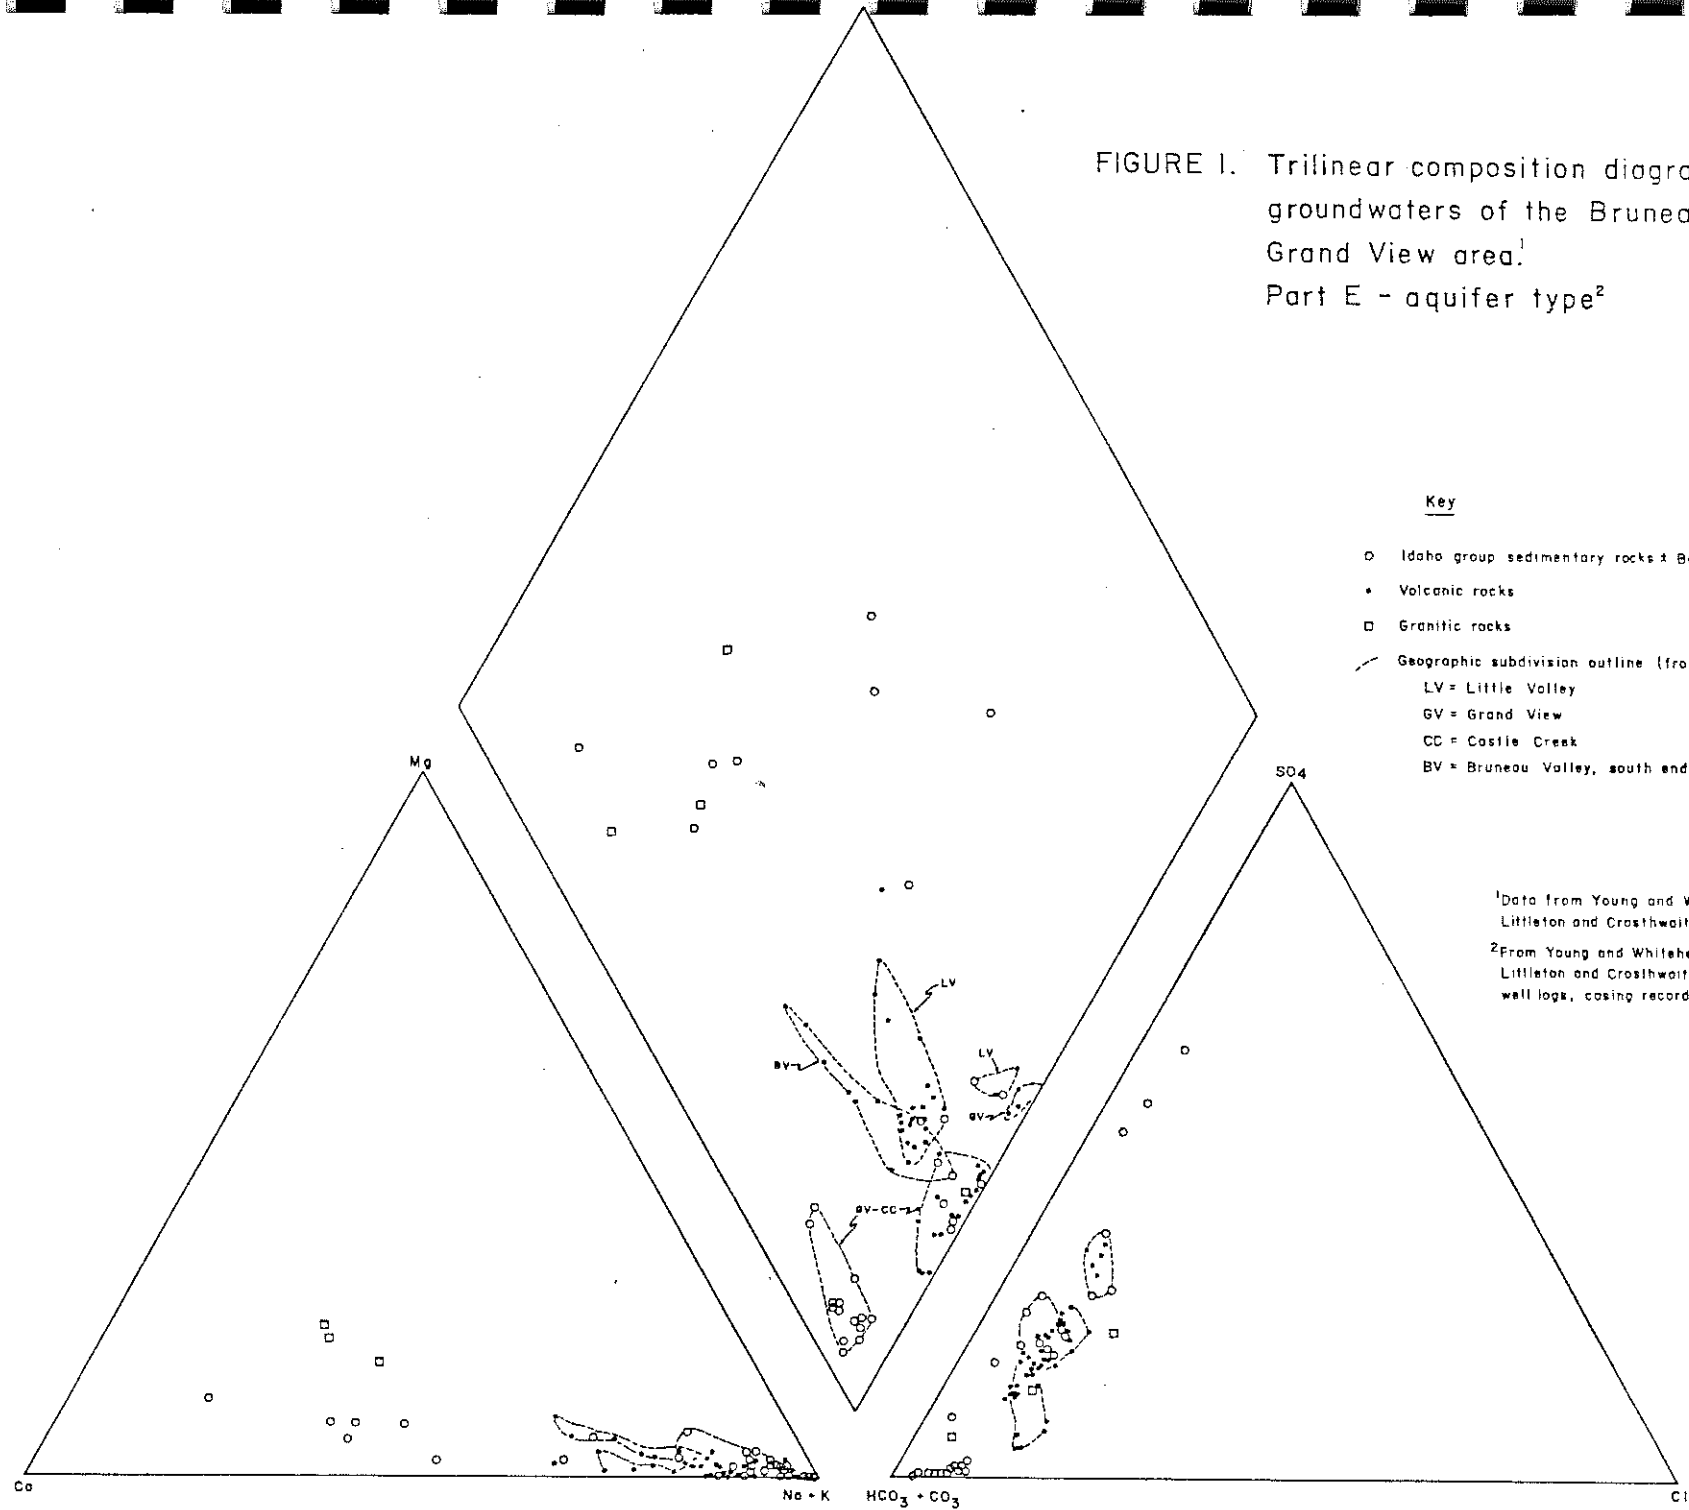 FIGURE 1. Trilinear composition diagra
groundwaters of the Brunea
Grand View area.¹
Part E - aquifer type²
Key
Idaho group sedimentary rocks ± B
Volcanic rocks
Granitic rocks
Geographic subdivision outline (fro
LV = Little Valley
GV = Grand View
CC = Castle Creek
BV = Bruneau Valley, south end
Mg
SO₄
¹Data from Young and W
Littleton and Crosthwait
²From Young and Whitehe
Littleton and Crosthwait
well logs, casing record
LV
BV
LV
GV
GV-CC
Ca
Na + K
HCO₃ + CO₃
Cl